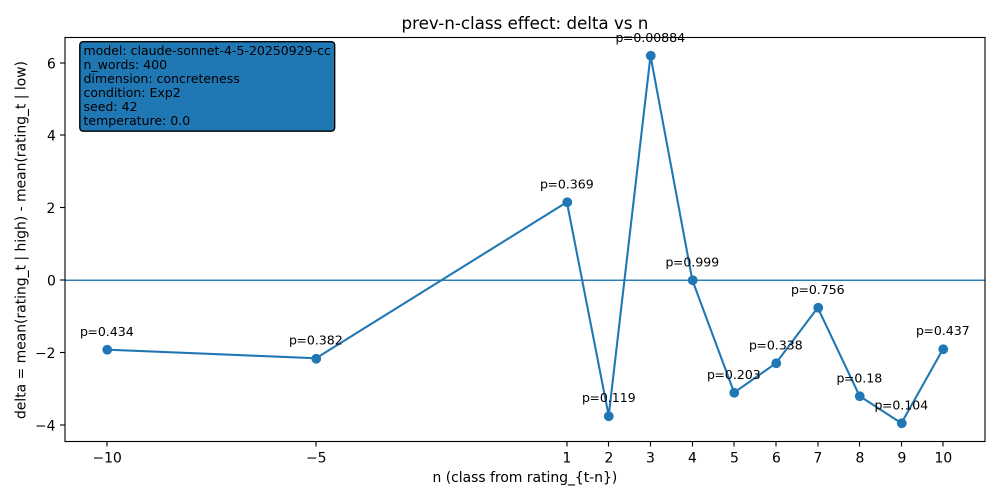 prev-n-class effect: delta vs n
model: claude-sonnet-4-5-20250929-cc
n_words: 400
dimension: concreteness
condition: Exp2
seed: 42
temperature: 0.0
delta = mean(rating_t | high) - mean(rating_t | low)
6
4
2
0
−2
−4
p=0.434
p=0.382
p=0.369
p=0.119
p=0.00884
p=0.999
p=0.203
p=0.338
p=0.756
p=0.18
p=0.104
p=0.437
−10 −5 1 2 3 4 5 6 7 8 9 10
n (class from rating_{t-n})